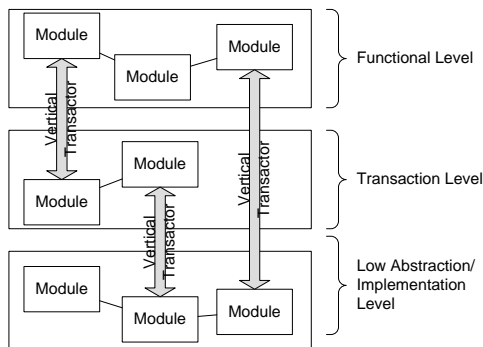 Module
Module
Module
Functional Level
Vertical
Transactor
Vertical
Transactor
Module
Module
Transaction Level
Vertical
Transactor
Module
Module
Module
Low Abstraction/
Implementation
Level